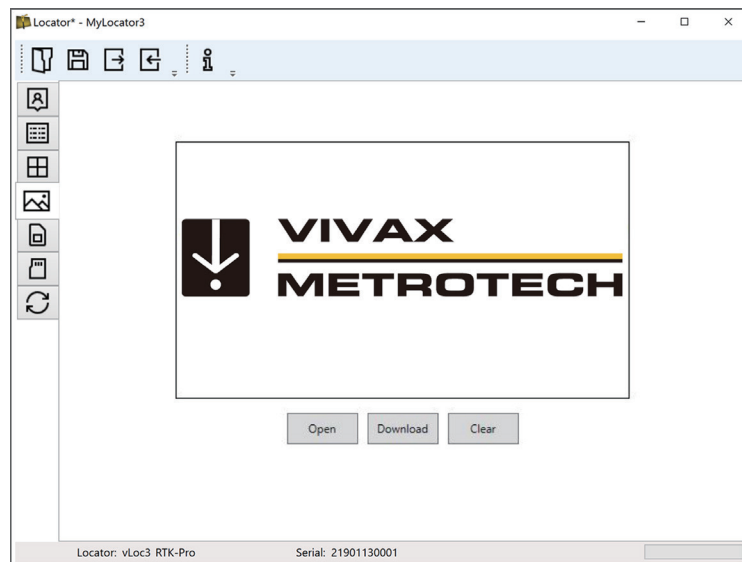 Locator* - MyLocator3
VIVAX
METROTECH
Open Download Clear
Locator: vLoc3 RTK-Pro Serial: 21901130001